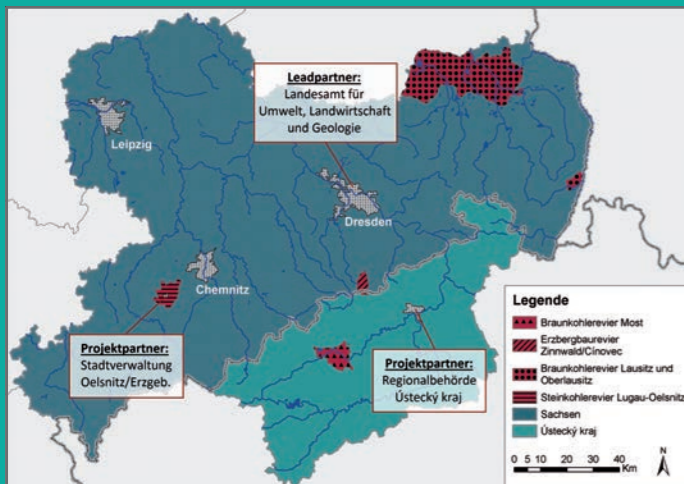 Leadpartner:
Landesamt für
Umwelt, Landwirtschaft
und Geologie
Leipzig
Dresden
Chemnitz
Projektpartner:
Stadtverwaltung
Oelsnitz/Erzgeb.
Projektpartner:
Regionalbehörde
Ústecký kraj
Legende
Braunkohlerevier Most
Erzbergbaurevier
Zinnwald/Cínovec
Braunkohlerevier Lausitz und
Oberlausitz
Steinkohlerevier Lugau-Oelsnitz
Sachsen
Ústecký kraj
N
0 5 10 20 30 40
Km